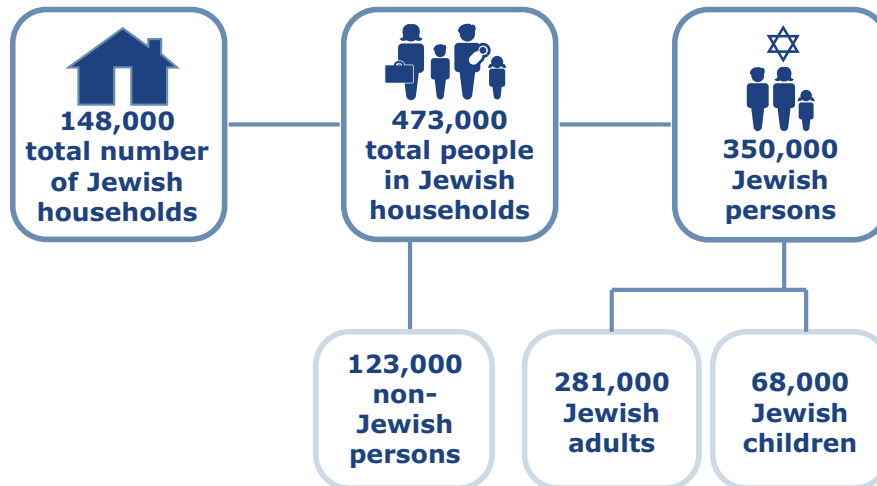 148,000
total number
of Jewish
households
473,000
total people
in Jewish
households
350,000
Jewish
persons
123,000
non-
Jewish
persons
281,000
Jewish
adults
68,000
Jewish
children